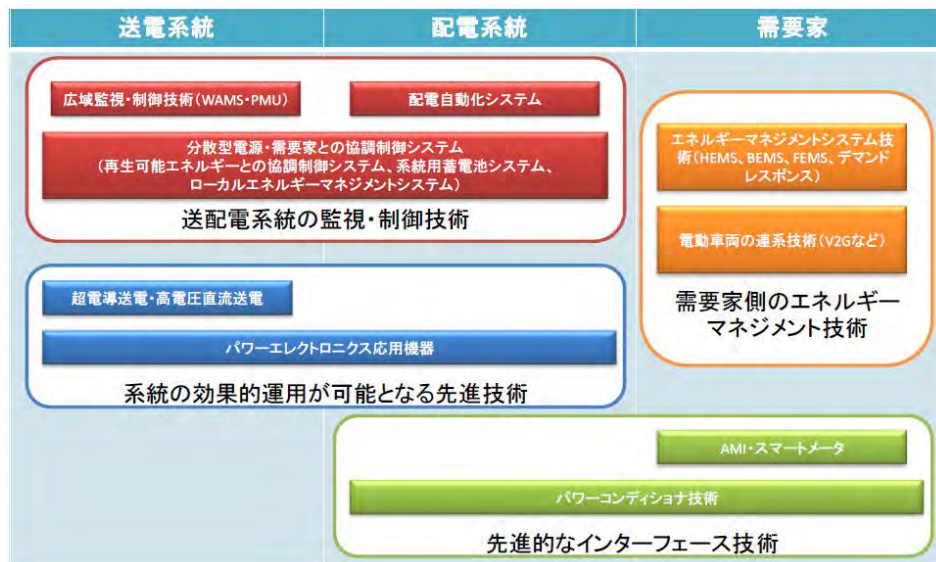 送電系統
配電系統
需要家
広域監視・制御技術(WAMS・PMU)
配電自動化システム
分散型電源・需要家との協調制御システム
(再生可能エネルギーとの協調制御システム、系統用蓄電池システム、
ローカルエネルギーマネジメントシステム)
送配電系統の監視・制御技術
エネルギーマネジメントシステム技
術(HEMS、BEMS、FEMS、デマンド
レスポンス)
電動車両の連系技術(V2Gなど)
需要家側のエネルギー
マネジメント技術
超電導送電・高電圧直流送電
パワーエレクトロニクス応用機器
系統の効果的運用が可能となる先進技術
AMI・スマートメータ
パワーコンディショナ技術
先進的なインターフェース技術